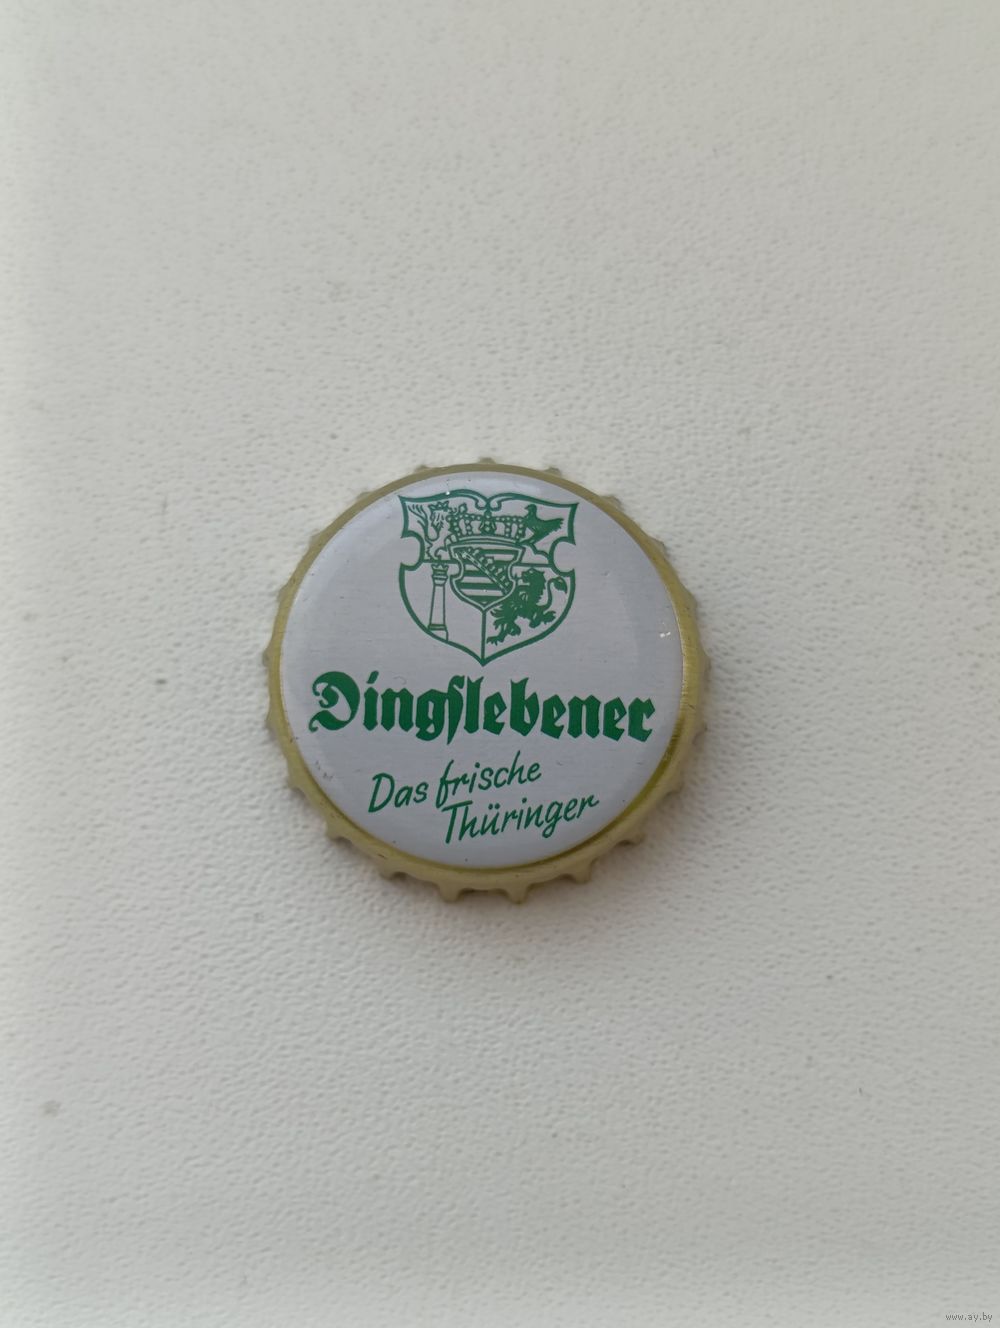 Dingſlebener
Das frische
Thüringer
www.ay.by